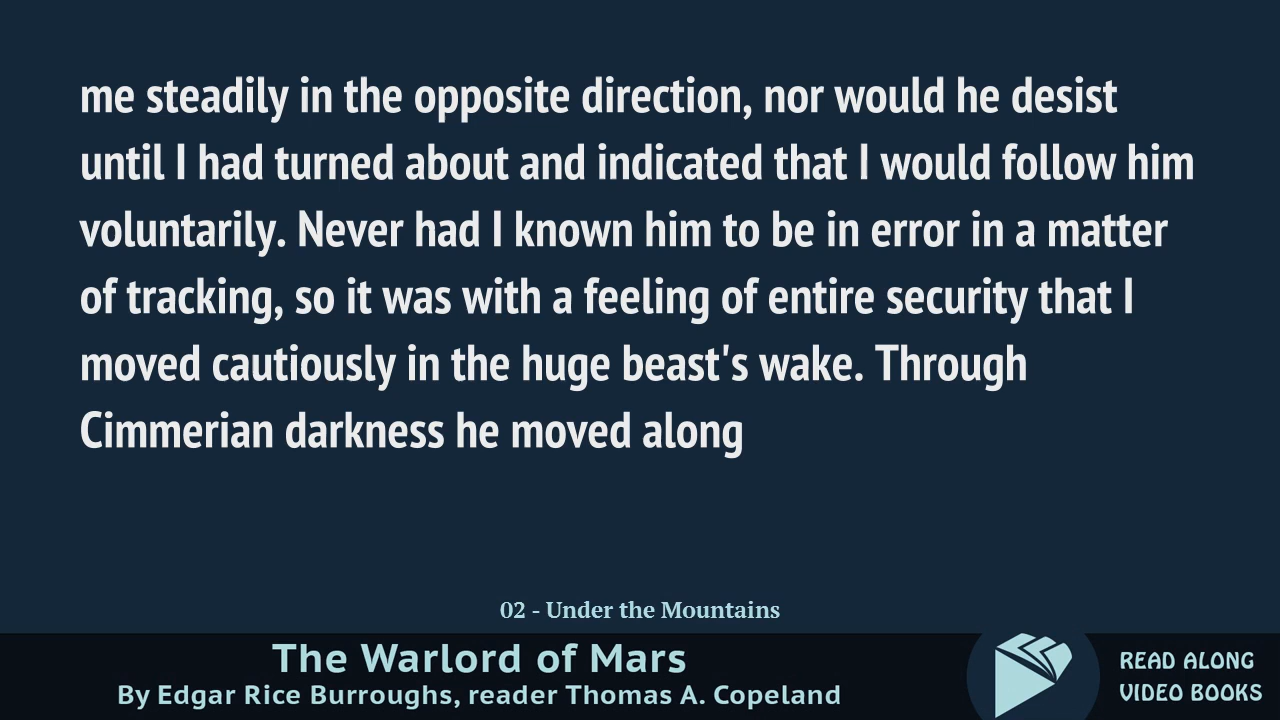 me steadily in the opposite direction, nor would he desist
until I had turned about and indicated that I would follow him
voluntarily. Never had I known him to be in error in a matter
of tracking, so it was with a feeling of entire security that I
moved cautiously in the huge beast's wake. Through
Cimmerian darkness he moved along
02 - Under the Mountains
The Warlord of Mars
By Edgar Rice Burroughs, reader Thomas A. Copeland
READ ALONG
VIDEO BOOKS